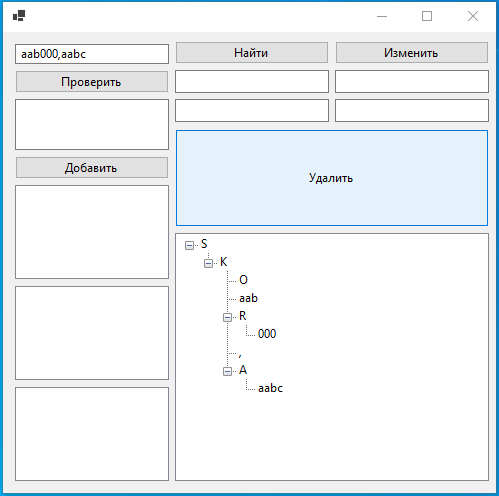 aab000,aabc
Найти
Изменить
Проверить
Удалить
Добавить
S
K
O
aab
R
000
,
A
aabc